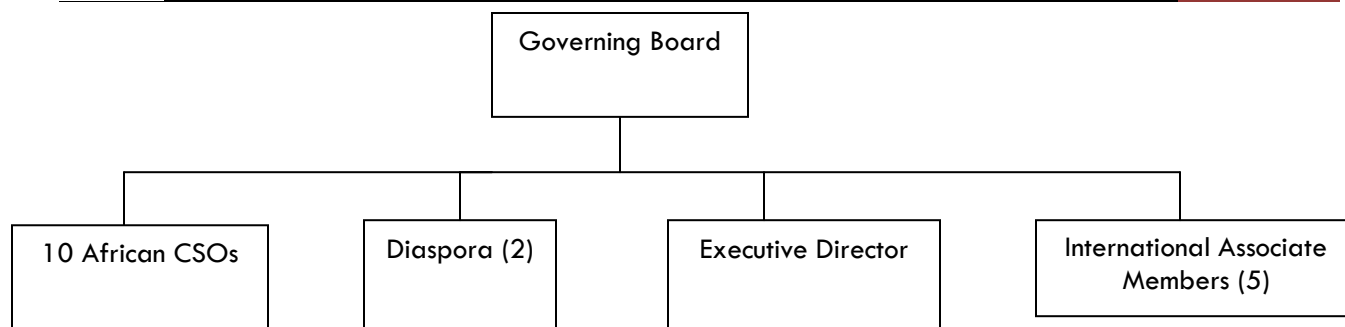 Governing Board
10 African CSOs
Diaspora (2)
Executive Director
International Associate
Members (5)